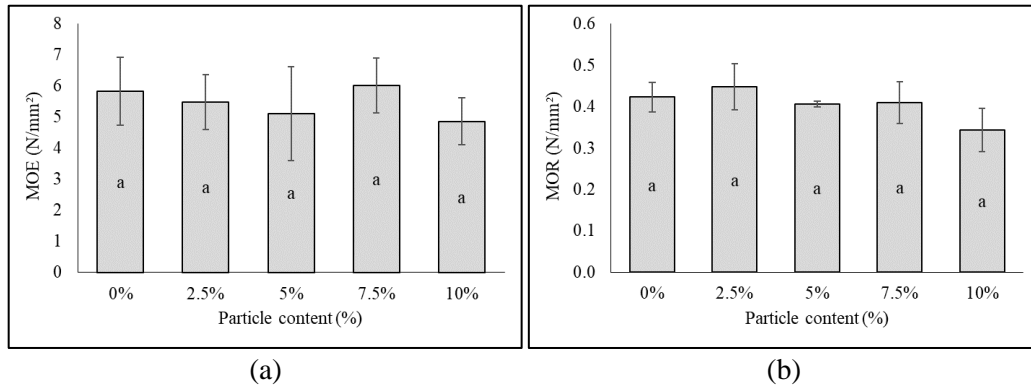 MOE (N/mm²)
8
7
6
5
4
3
2
1
0
a a a a a
0% 2.5% 5% 7.5% 10%
Particle content (%)
(a)
MOR (N/mm²)
0.6
0.5
0.4
0.3
0.2
0.1
0.0
a a a a a
0% 2.5% 5% 7.5% 10%
Particle content (%)
(b)